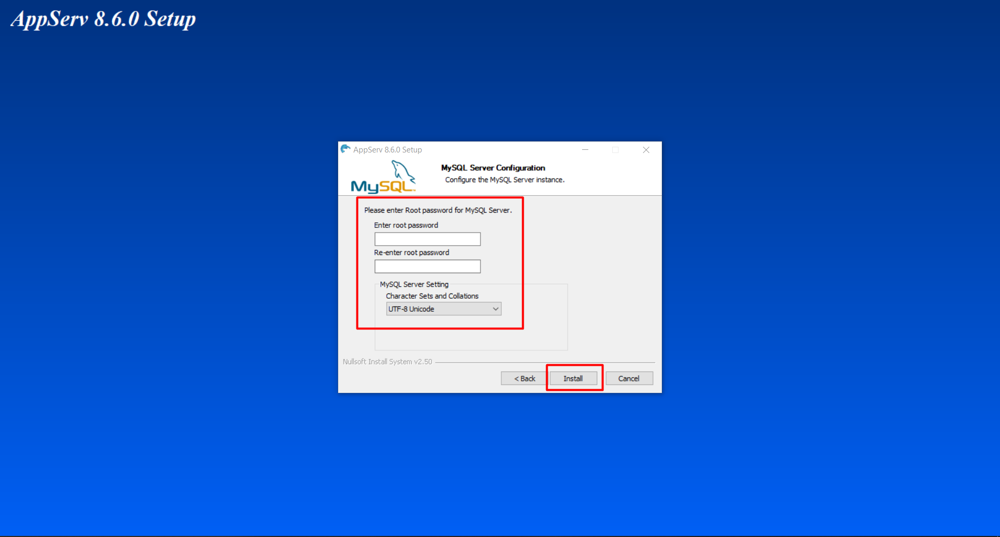 AppServ 8.6.0 Setup
AppServ 8.6.0 Setup
MySQL™
MySQL Server Configuration
Configure the MySQL Server instance.
Please enter Root password for MySQL Server.
Enter root password
Re-enter root password
MySQL Server Setting
Character Sets and Collations
UTF-8 Unicode
Nullsoft Install System v2.50
< Back
Install
Cancel